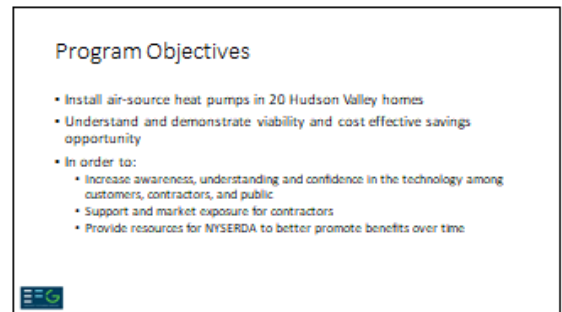 Program Objectives
• Install air-source heat pumps in 20 Hudson Valley homes
• Understand and demonstrate viability and cost effective savings
opportunity
• In order to:
• Increase awareness, understanding and confidence in the technology among
customers, contractors, and public
• Support and market exposure for contractors
• Provide resources for NYSERDA to better promote benefits over time
EFG